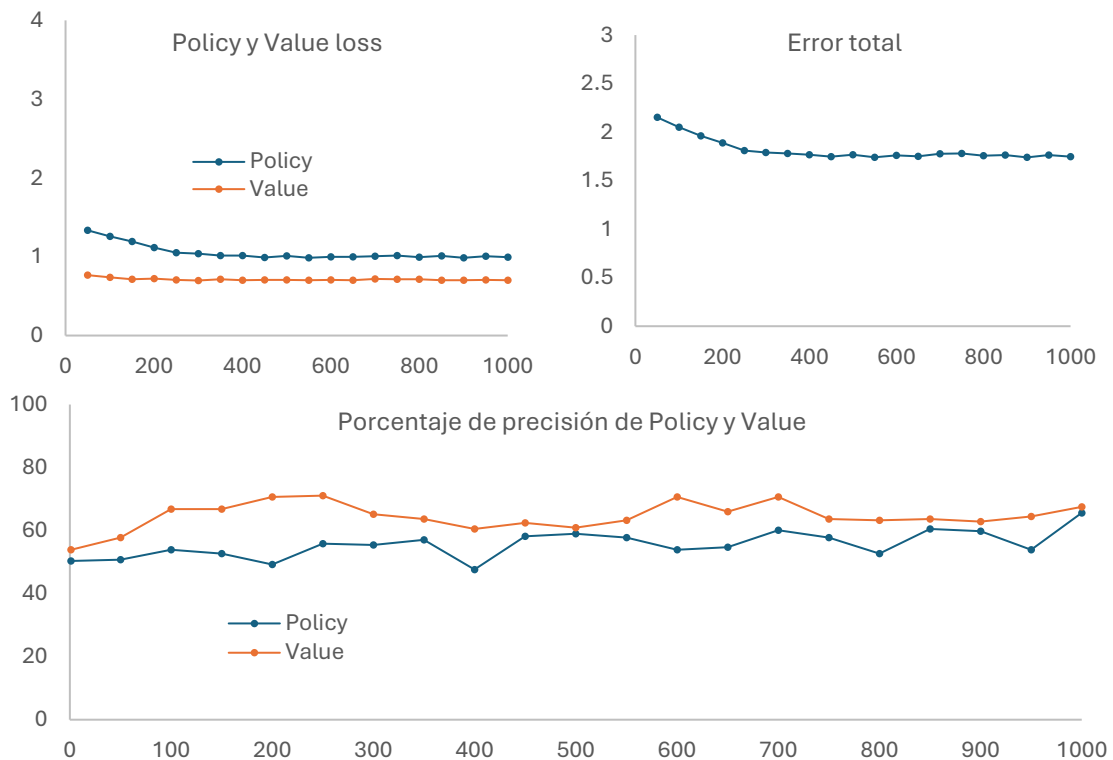 Policy y Value loss
4
3
2
1
0
Policy
Value
0 200 400 600 800 1000
Error total
3
2.5
2
1.5
1
0.5
0
0 200 400 600 800 1000
Porcentaje de precisión de Policy y Value
100
80
60
40
20
0
Policy
Value
0 100 200 300 400 500 600 700 800 900 1000